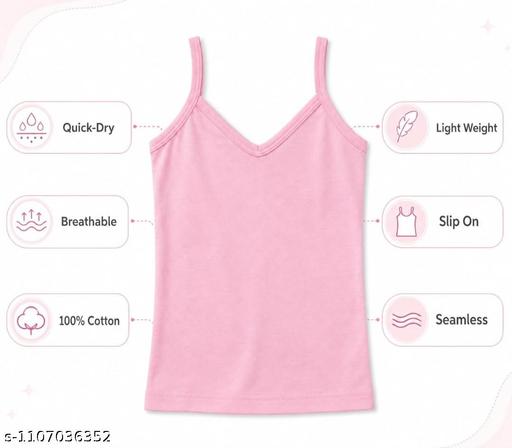 Quick-Dry
Light Weight
Breathable
Slip On
100% Cotton
Seamless
s-1107036352